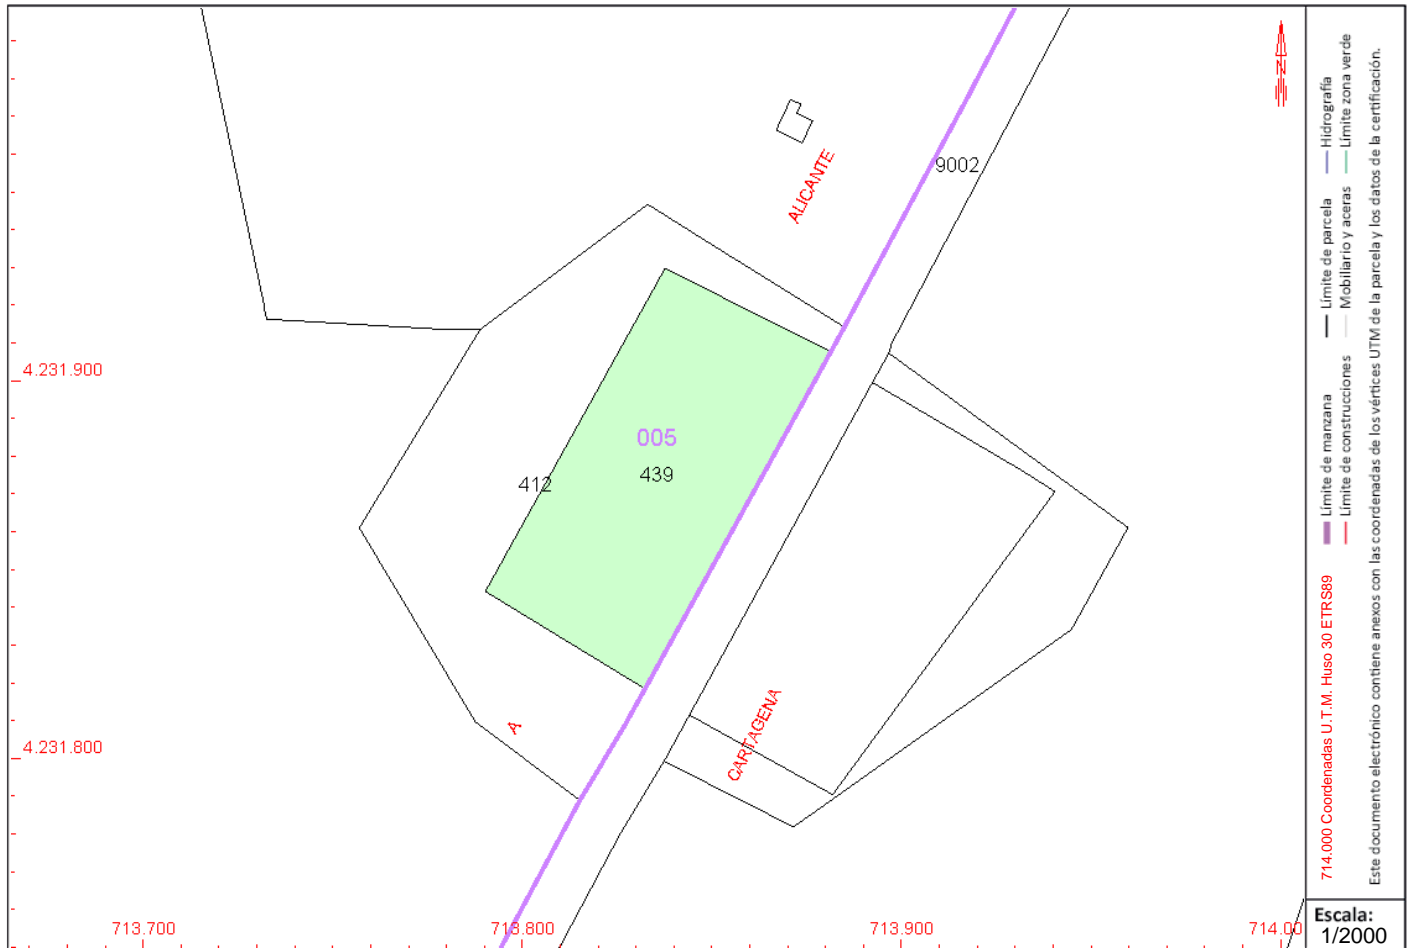 N
ALICANTE
9002
4.231.900
005
439
412
A
CARTAGENA
4.231.800
713.700
713.800
713.900
714.00
Hidrografía
Límite zona verde
Límite de parcela
Mobiliario y aceras
Límite de manzana
Límite de construcciones
714.000 Coordenadas U.T.M. Huso 30 ETRS89
Este documento electrónico contiene anexos con las coordenadas de los vértices UTM de la parcela y los datos de la certificación.
Escala:
1/2000